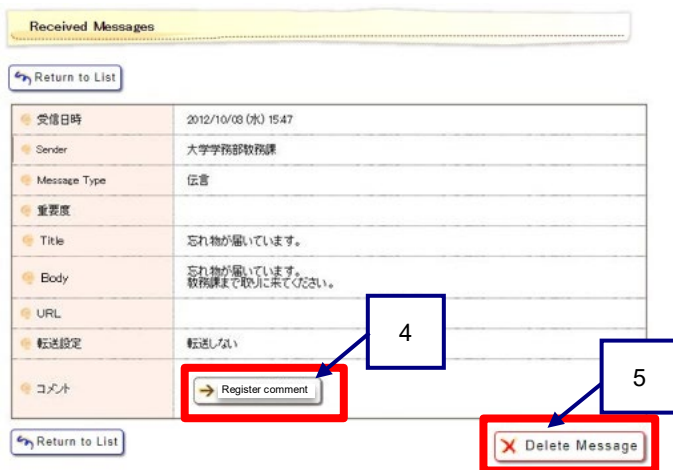 Received Messages
Return to List
受信日時 2012/10/03 (水) 15:47
Sender 大学学務部教務課
Message Type 伝言
重要度
Title 忘れ物が届いています。
Body 忘れ物が届いています。
教務課まで取りに来てください。
URL
転送設定 転送しない
4
コメント Register comment
5
Return to List
Delete Message